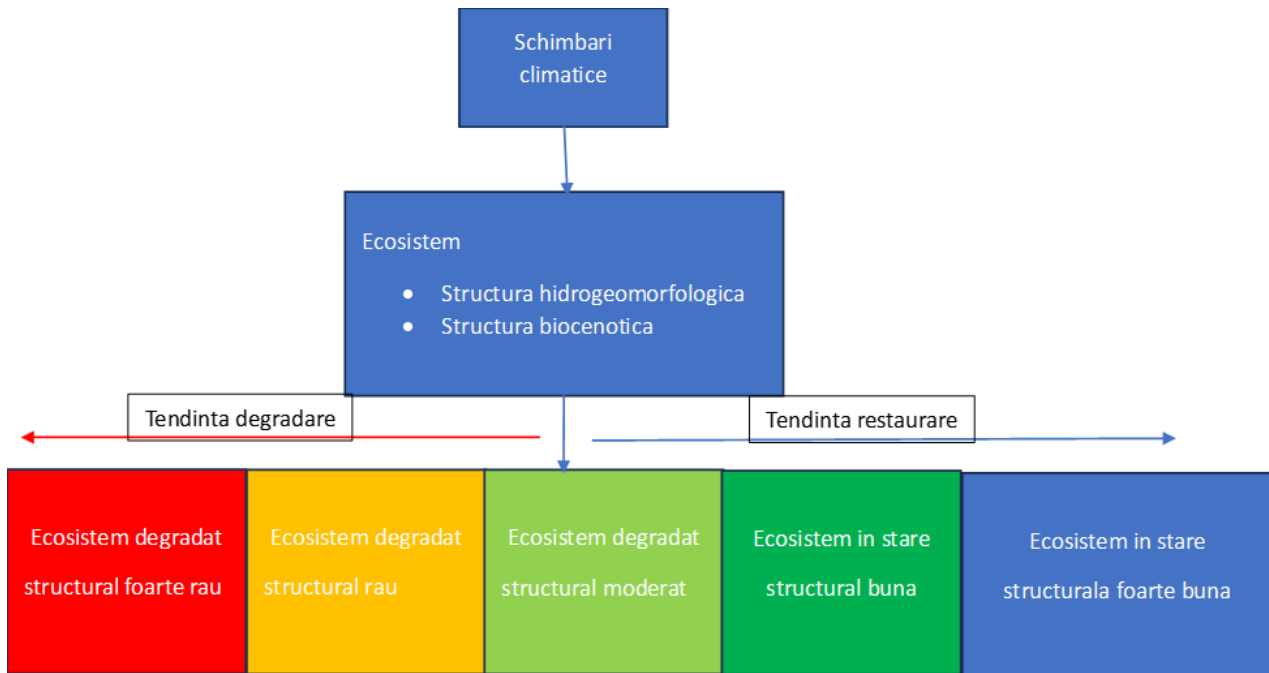 Schimbari
climatice
Ecosistem
• Structura hidrogeomorfologica
• Structura biocenotica
Tendinta degradare
Tendinta restaurare
Ecosistem degradat
structural foarte rau
Ecosistem degradat
structural rau
Ecosistem degradat
structural moderat
Ecosistem in stare
structural buna
Ecosistem in stare
structurala foarte buna